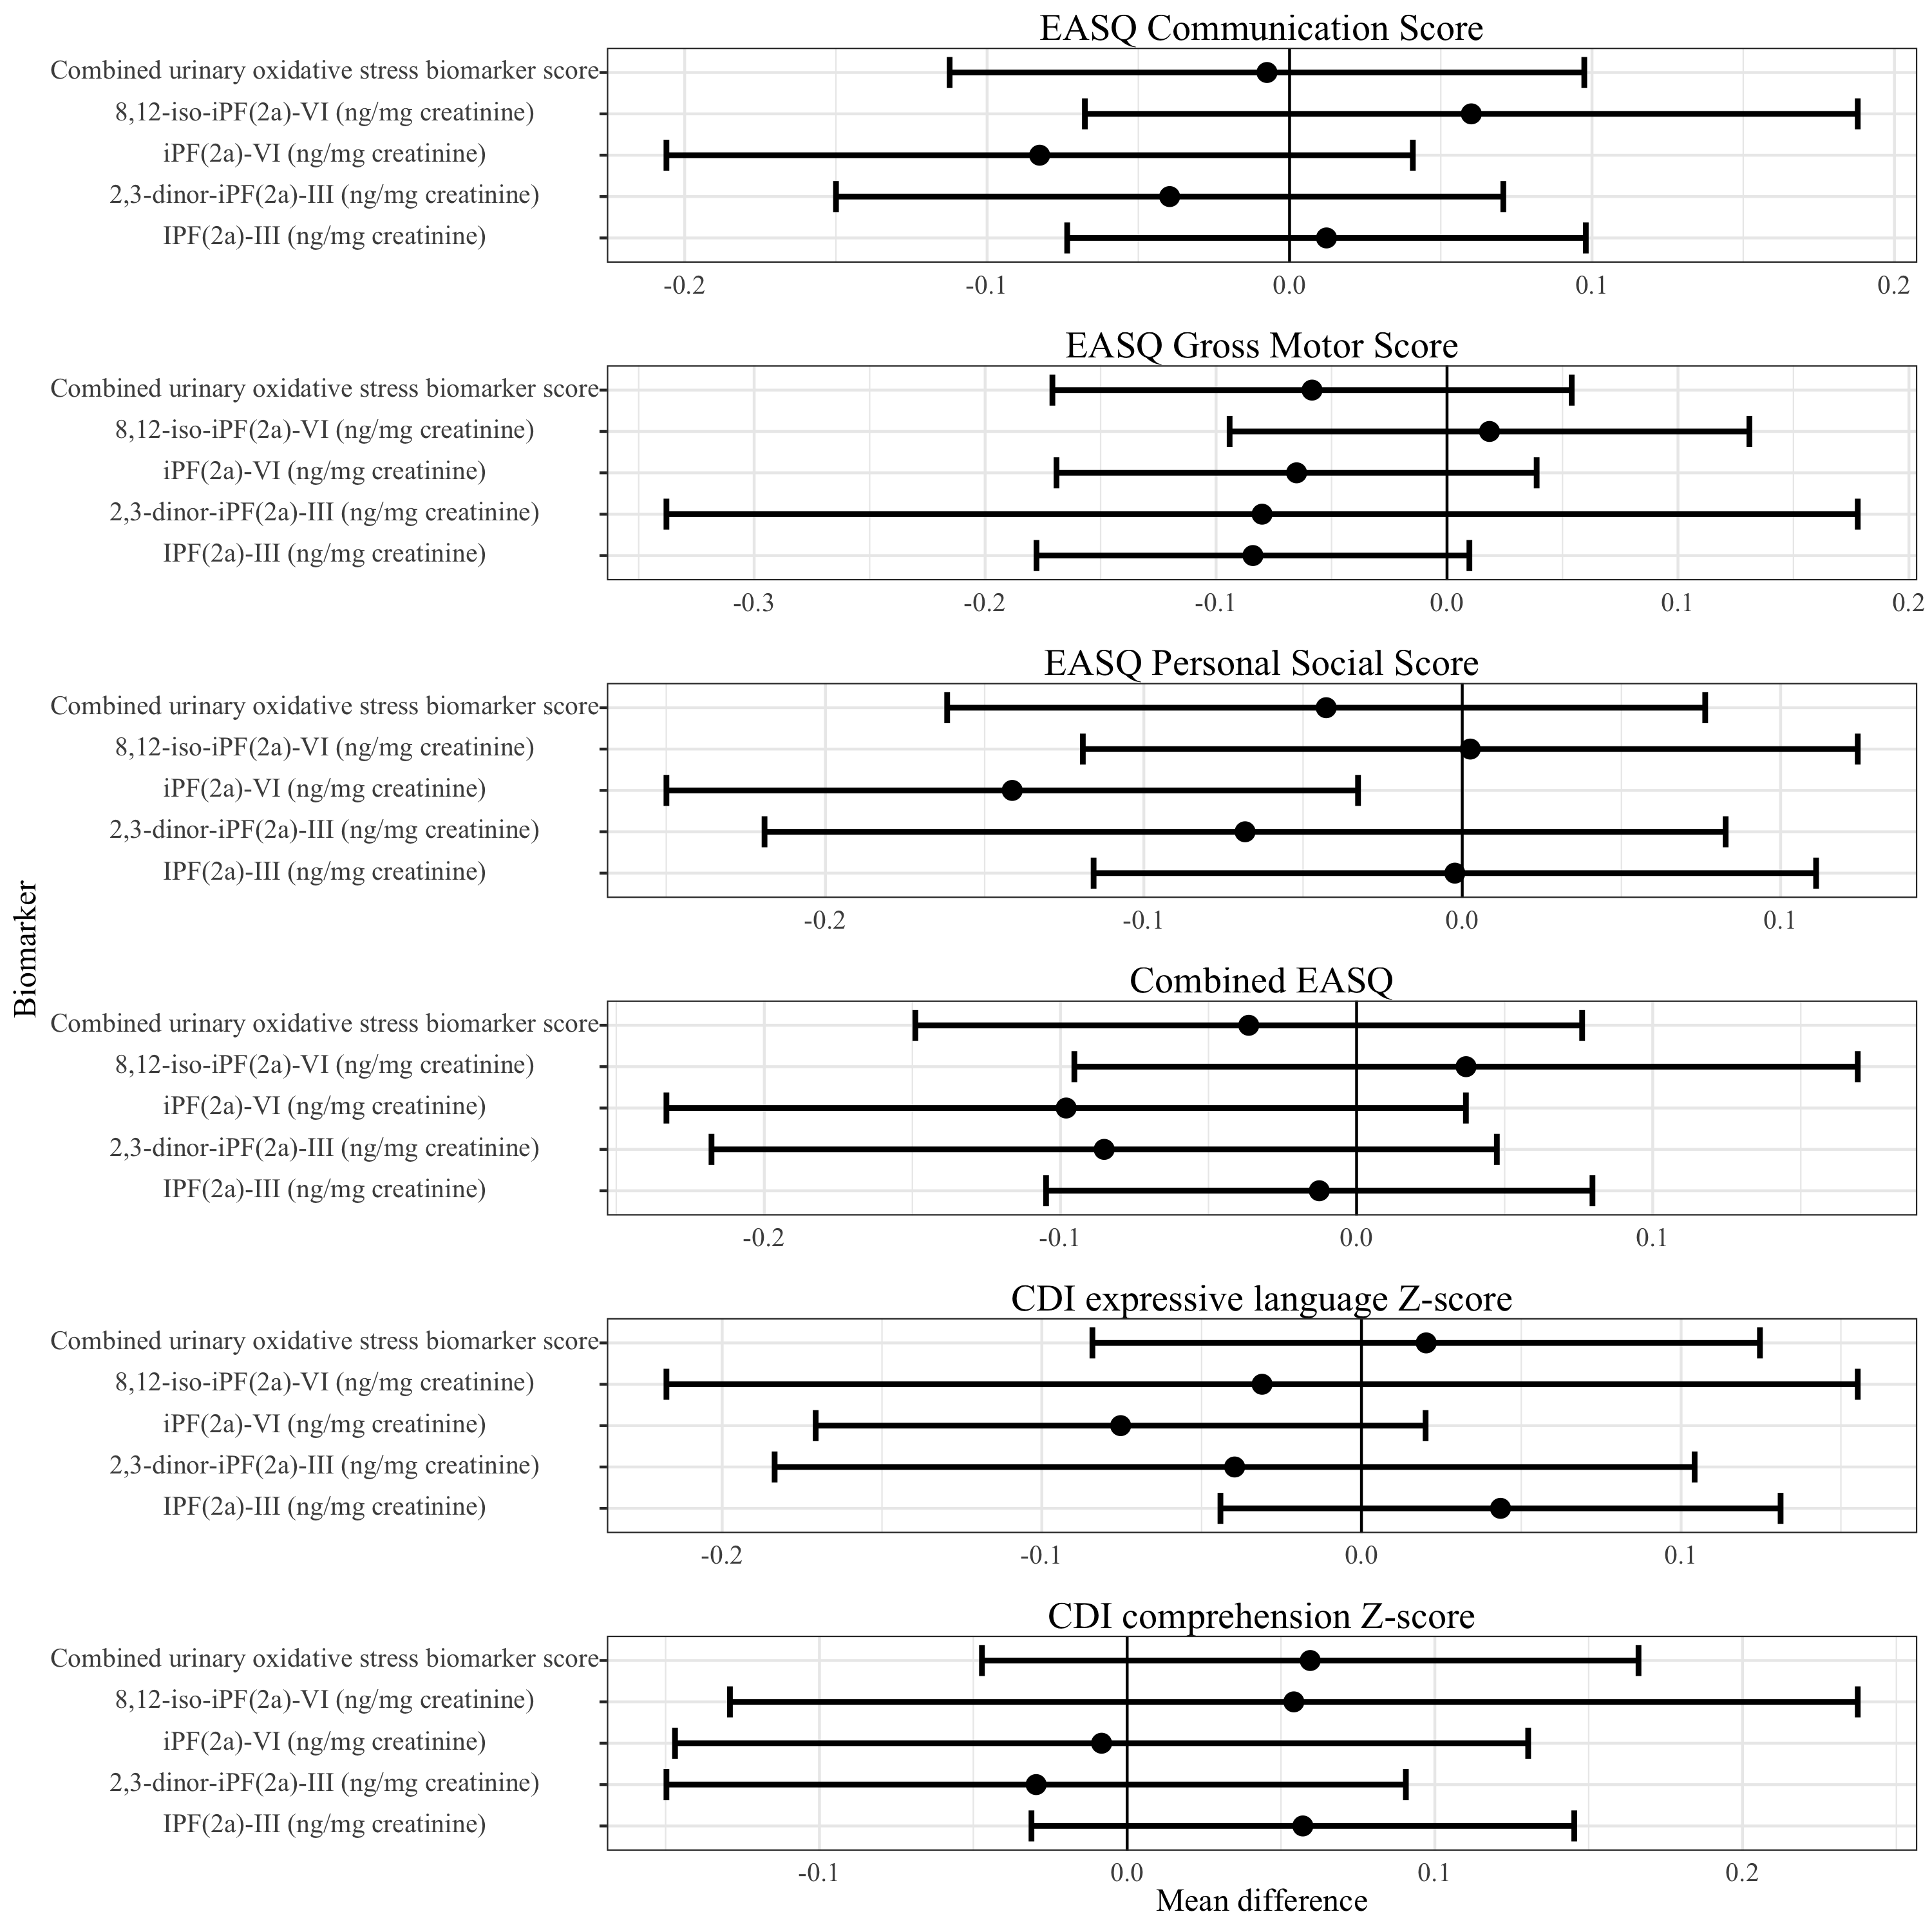 EASQ Communication Score
Combined urinary oxidative stress biomarker score
8,12-iso-iPF(2a)-VI (ng/mg creatinine)
iPF(2a)-VI (ng/mg creatinine)
2,3-dinor-iPF(2a)-III (ng/mg creatinine)
IPF(2a)-III (ng/mg creatinine)
-0.2 -0.1 0.0 0.1 0.2
EASQ Gross Motor Score
Combined urinary oxidative stress biomarker score
8,12-iso-iPF(2a)-VI (ng/mg creatinine)
iPF(2a)-VI (ng/mg creatinine)
2,3-dinor-iPF(2a)-III (ng/mg creatinine)
IPF(2a)-III (ng/mg creatinine)
-0.3 -0.2 -0.1 0.0 0.1 0.2
EASQ Personal Social Score
Combined urinary oxidative stress biomarker score
8,12-iso-iPF(2a)-VI (ng/mg creatinine)
iPF(2a)-VI (ng/mg creatinine)
2,3-dinor-iPF(2a)-III (ng/mg creatinine)
IPF(2a)-III (ng/mg creatinine)
-0.2 -0.1 0.0 0.1
Biomarker
Combined EASQ
Combined urinary oxidative stress biomarker score
8,12-iso-iPF(2a)-VI (ng/mg creatinine)
iPF(2a)-VI (ng/mg creatinine)
2,3-dinor-iPF(2a)-III (ng/mg creatinine)
IPF(2a)-III (ng/mg creatinine)
-0.2 -0.1 0.0 0.1
CDI expressive language Z-score
Combined urinary oxidative stress biomarker score
8,12-iso-iPF(2a)-VI (ng/mg creatinine)
iPF(2a)-VI (ng/mg creatinine)
2,3-dinor-iPF(2a)-III (ng/mg creatinine)
IPF(2a)-III (ng/mg creatinine)
-0.2 -0.1 0.0 0.1
CDI comprehension Z-score
Combined urinary oxidative stress biomarker score
8,12-iso-iPF(2a)-VI (ng/mg creatinine)
iPF(2a)-VI (ng/mg creatinine)
2,3-dinor-iPF(2a)-III (ng/mg creatinine)
IPF(2a)-III (ng/mg creatinine)
-0.1 0.0 0.1 0.2
Mean difference